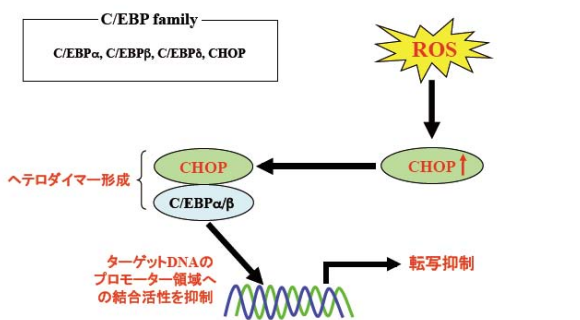 C/EBP family
C/EBPα, C/EBPβ, C/EBPδ, CHOP
ROS
CHOP↑
CHOP
C/EBPα/β
ヘテロダイマー形成
ターゲットDNAの
プロモーター領域へ
の結合活性を抑制
転写抑制